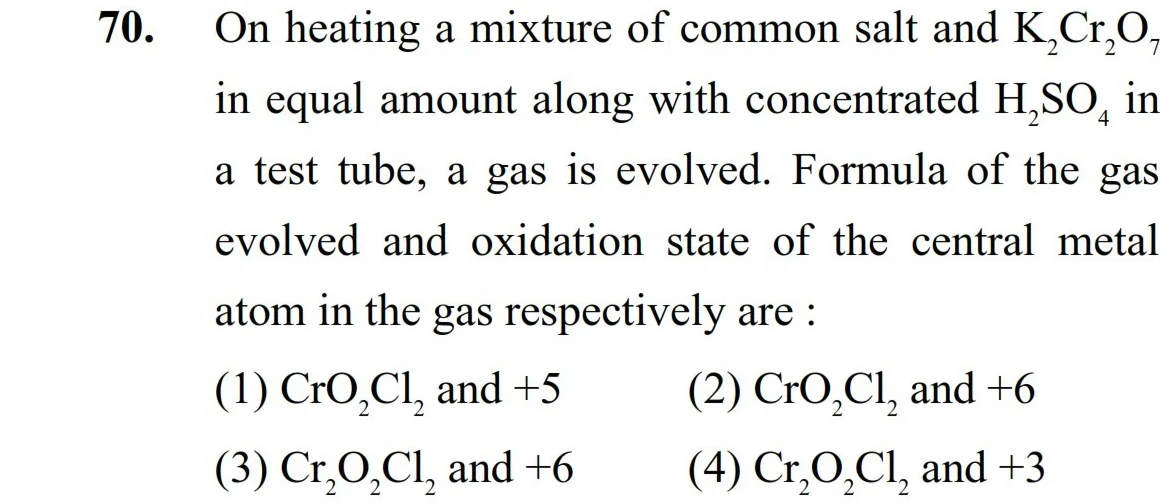 70. On heating a mixture of common salt and K₂Cr₂O₇
in equal amount along with concentrated H₂SO₄ in
a test tube, a gas is evolved. Formula of the gas
evolved and oxidation state of the central metal
atom in the gas respectively are :
(1) CrO₂Cl₂ and +5 (2) CrO₂Cl₂ and +6
(3) Cr₂O₂Cl₂ and +6 (4) Cr₂O₂Cl₂ and +3